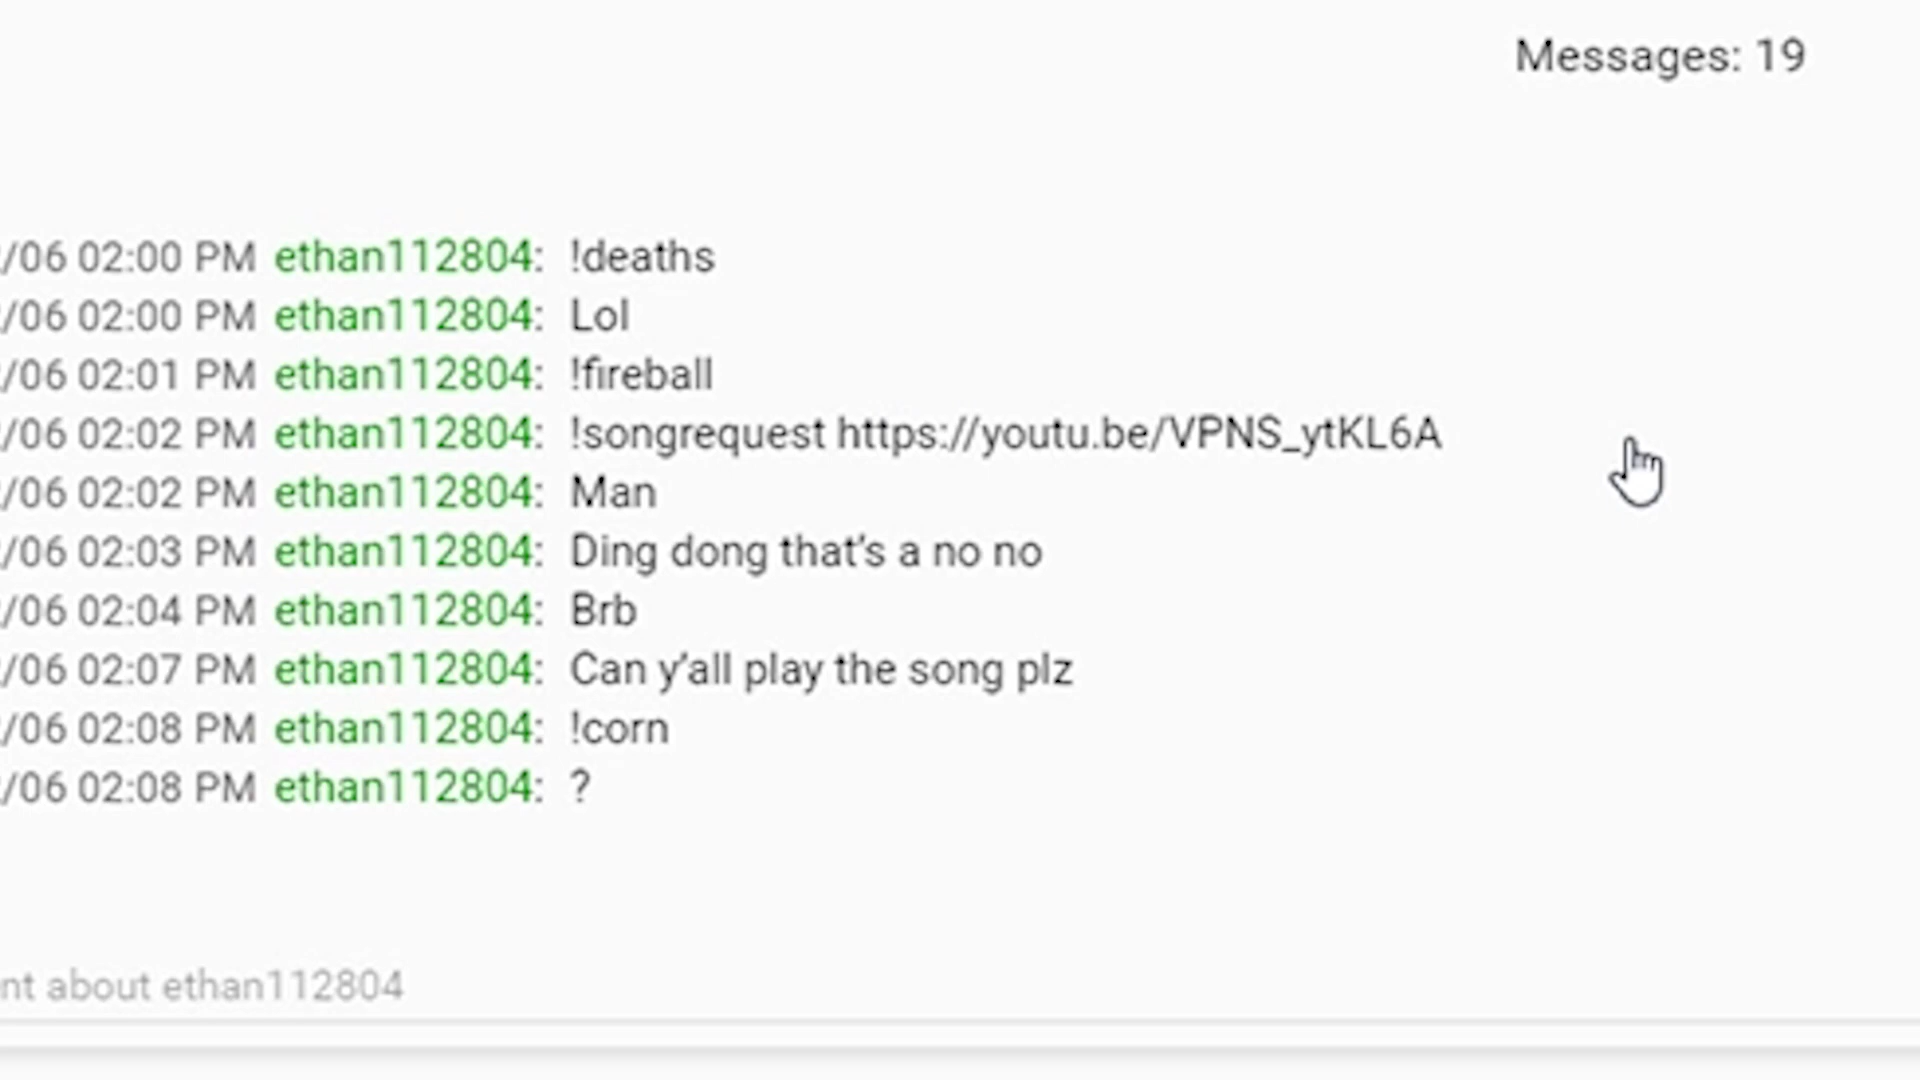 Messages: 19
/06 02:00 PM ethan112804: !deaths
/06 02:00 PM ethan112804: Lol
/06 02:01 PM ethan112804: !fireball
/06 02:02 PM ethan112804: !songrequest https://youtu.be/VPNS_ytKL6A
/06 02:02 PM ethan112804: Man
/06 02:03 PM ethan112804: Ding dong that's a no no
/06 02:04 PM ethan112804: Brb
/06 02:07 PM ethan112804: Can y'all play the song plz
/06 02:08 PM ethan112804: !corn
/06 02:08 PM ethan112804: ?
nt about ethan112804